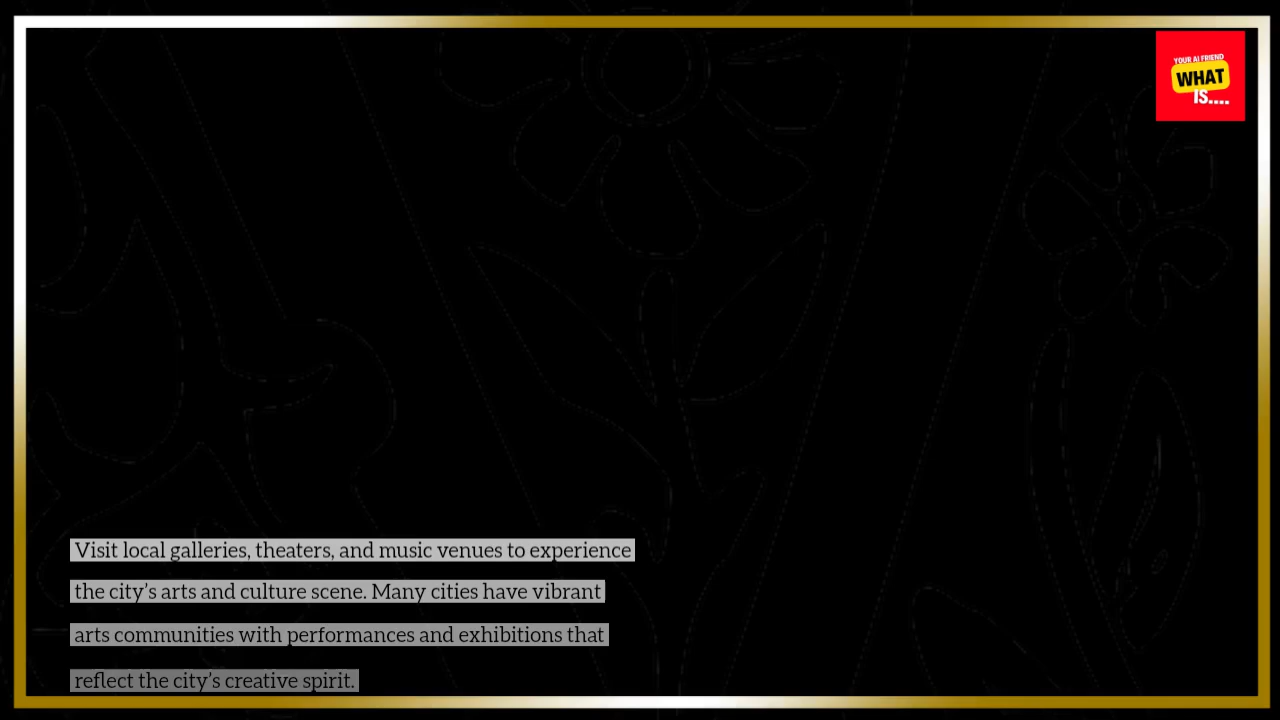 YOUR AI FRIEND
WHAT
IS....
Visit local galleries, theaters, and music venues to experience
the city’s arts and culture scene. Many cities have vibrant
arts communities with performances and exhibitions that
reflect the city’s creative spirit.